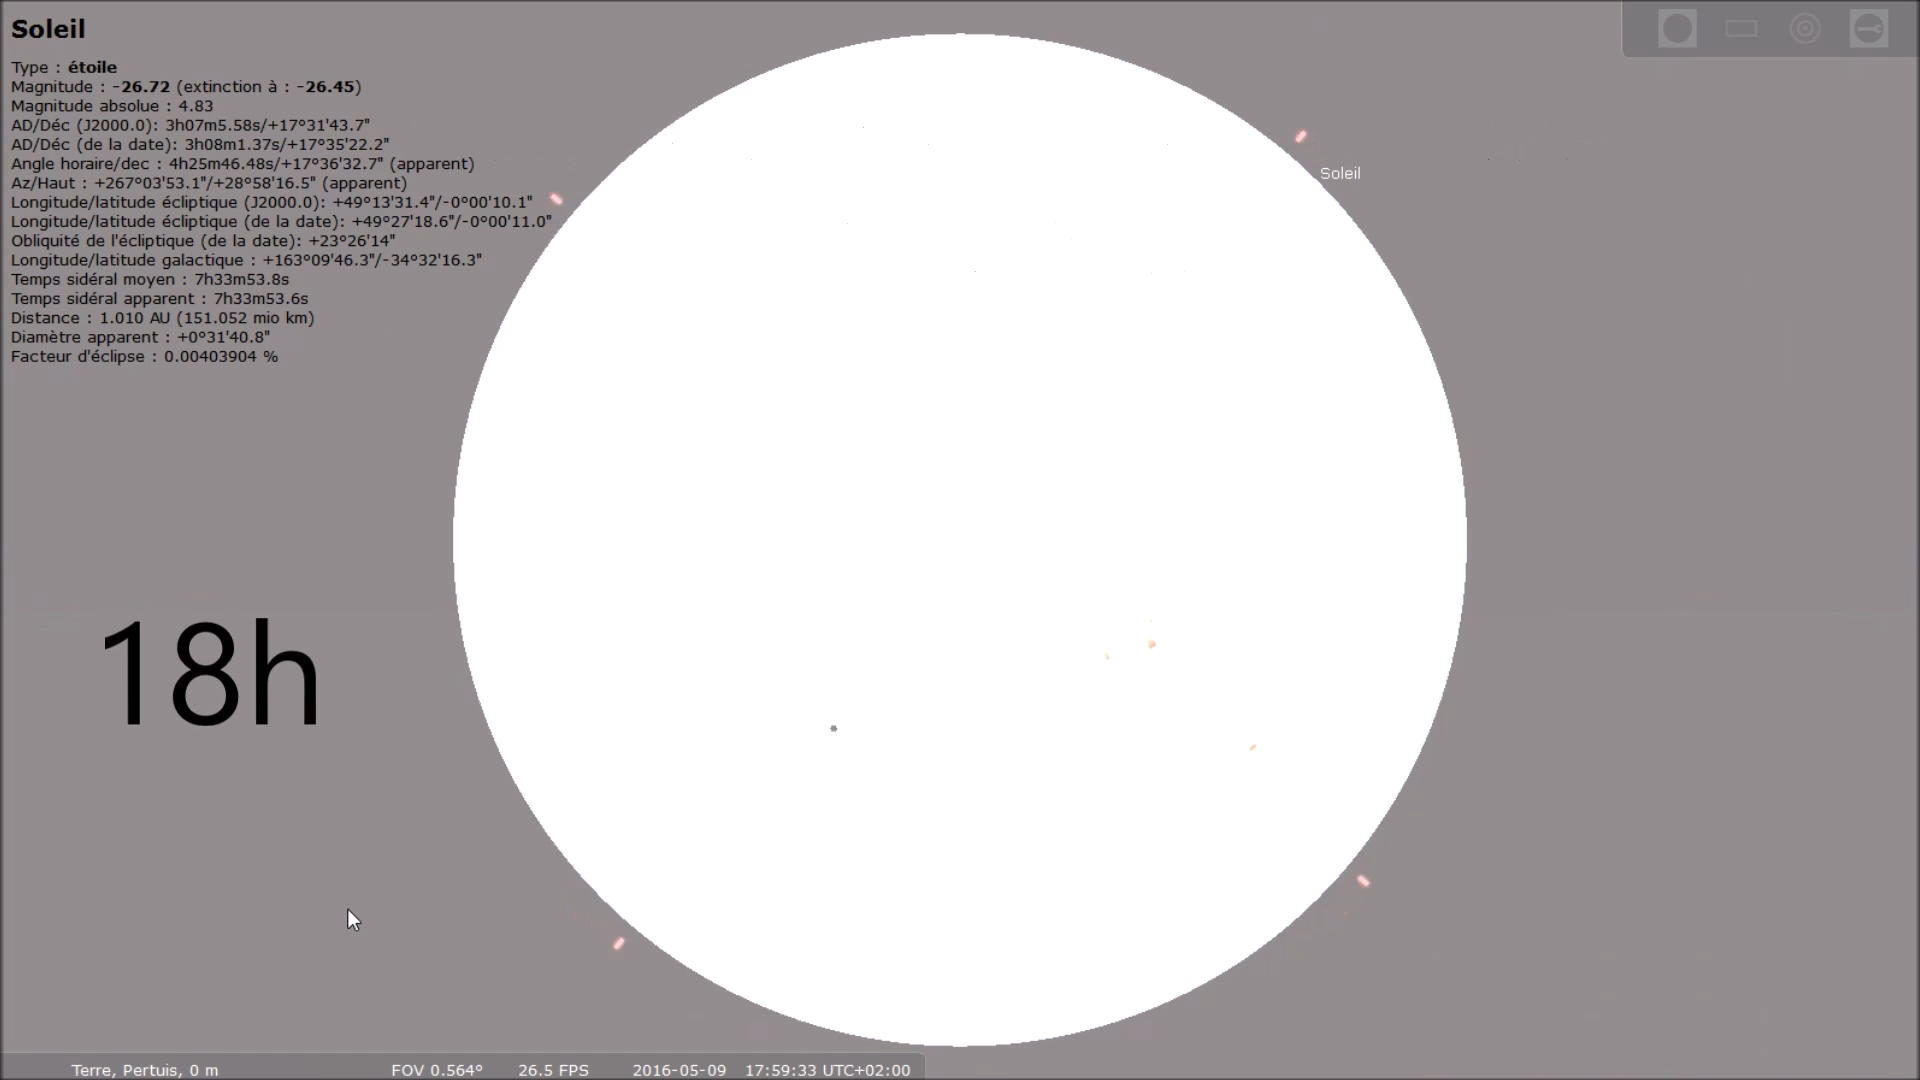 Soleil
Type : étoile
Magnitude : -26.72 (extinction à : -26.45)
Magnitude absolue : 4.83
AD/Déc (J2000.0): 3h07m5.58s/+17°31'43.7"
AD/Déc (de la date): 3h08m1.37s/+17°35'22.2"
Angle horaire/dec : 4h25m46.48s/+17°36'32.7" (apparent)
Az/Haut : +267°03'53.1"/+28°58'16.5" (apparent)
Longitude/latitude écliptique (J2000.0): +49°13'31.4"/-0°00'10.1"
Longitude/latitude écliptique (de la date): +49°27'18.6"/-0°00'11.0"
Obliquité de l'écliptique (de la date): +23°26'14"
Longitude/latitude galactique : +163°09'46.3"/-34°32'16.3"
Temps sidéral moyen : 7h33m53.8s
Temps sidéral apparent : 7h33m53.6s
Distance : 1.010 AU (151.052 mio km)
Diamètre apparent : +0°31'40.8"
Facteur d'éclipse : 0.00403904 %
Soleil
18h
Terre, Pertuis, 0 m FOV 0.564° 26.5 FPS 2016-05-09 17:59:33 UTC+02:00